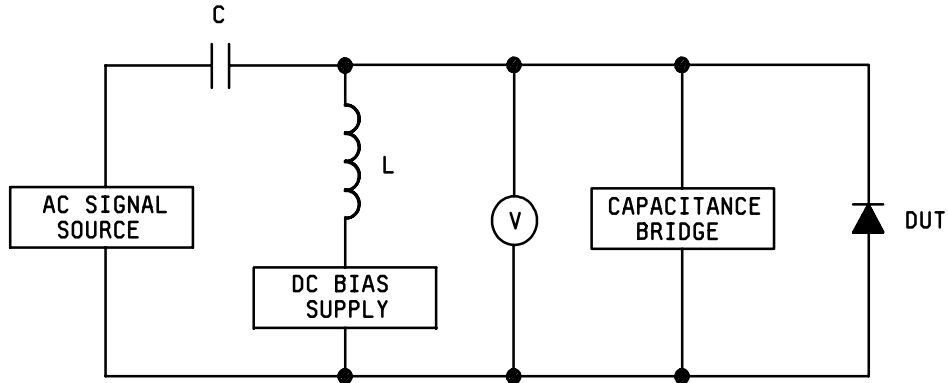 C
L
AC SIGNAL
SOURCE
DC BIAS
SUPPLY
V
CAPACITANCE
BRIDGE
DUT